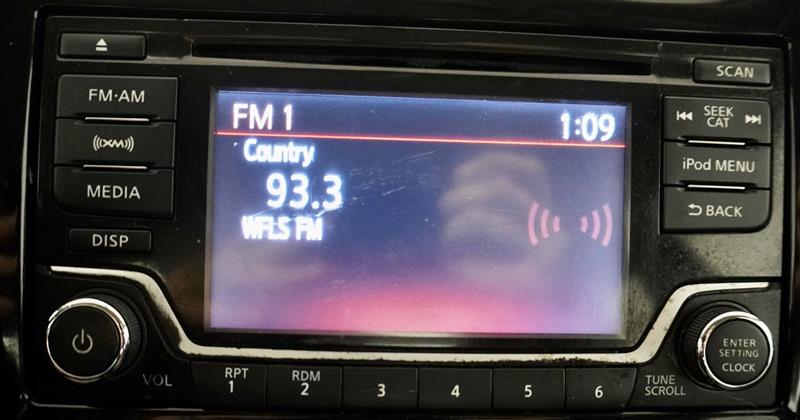 SCAN
FM·AM
SEEK
CAT
XM
MEDIA
iPod MENU
DISP
BACK
FM 1 1:09
Country
93.3
WFLS FM
VOL
RPT RDM
1 2 3 4 5 6
TUNE
SCROLL
ENTER
SETTING
CLOCK